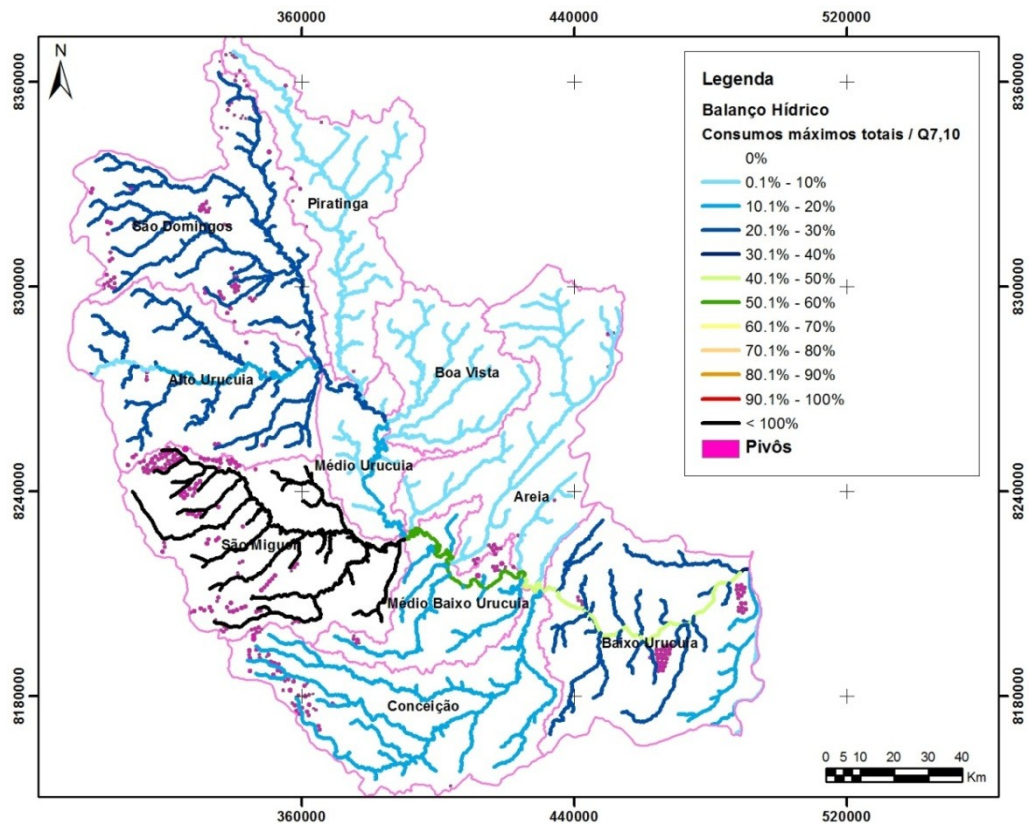 360000
440000
520000
N
8360000
8360000
Legenda
Balanço Hídrico
Consumos máximos totais / Q7,10
0%
0.1% - 10%
10.1% - 20%
20.1% - 30%
30.1% - 40%
40.1% - 50%
50.1% - 60%
60.1% - 70%
70.1% - 80%
80.1% - 90%
90.1% - 100%
< 100%
Pivôs
Piratinga
São Domingos
8300000
8300000
Boa Vista
Alto Urucuia
Médio Urucuia
8240000
8240000
Areia
São Miguel
Médio Baixo Urucuia
Baixo Urucuia
8180000
8180000
Conceição
0 5 10 20 30 40
Km
360000
440000
520000